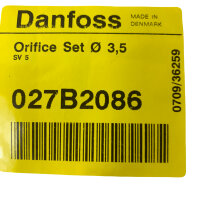 Danfoss
MADE IN
DENMARK
Orifice Set Ø 3,5
SV 5
027B2086
0709/36259